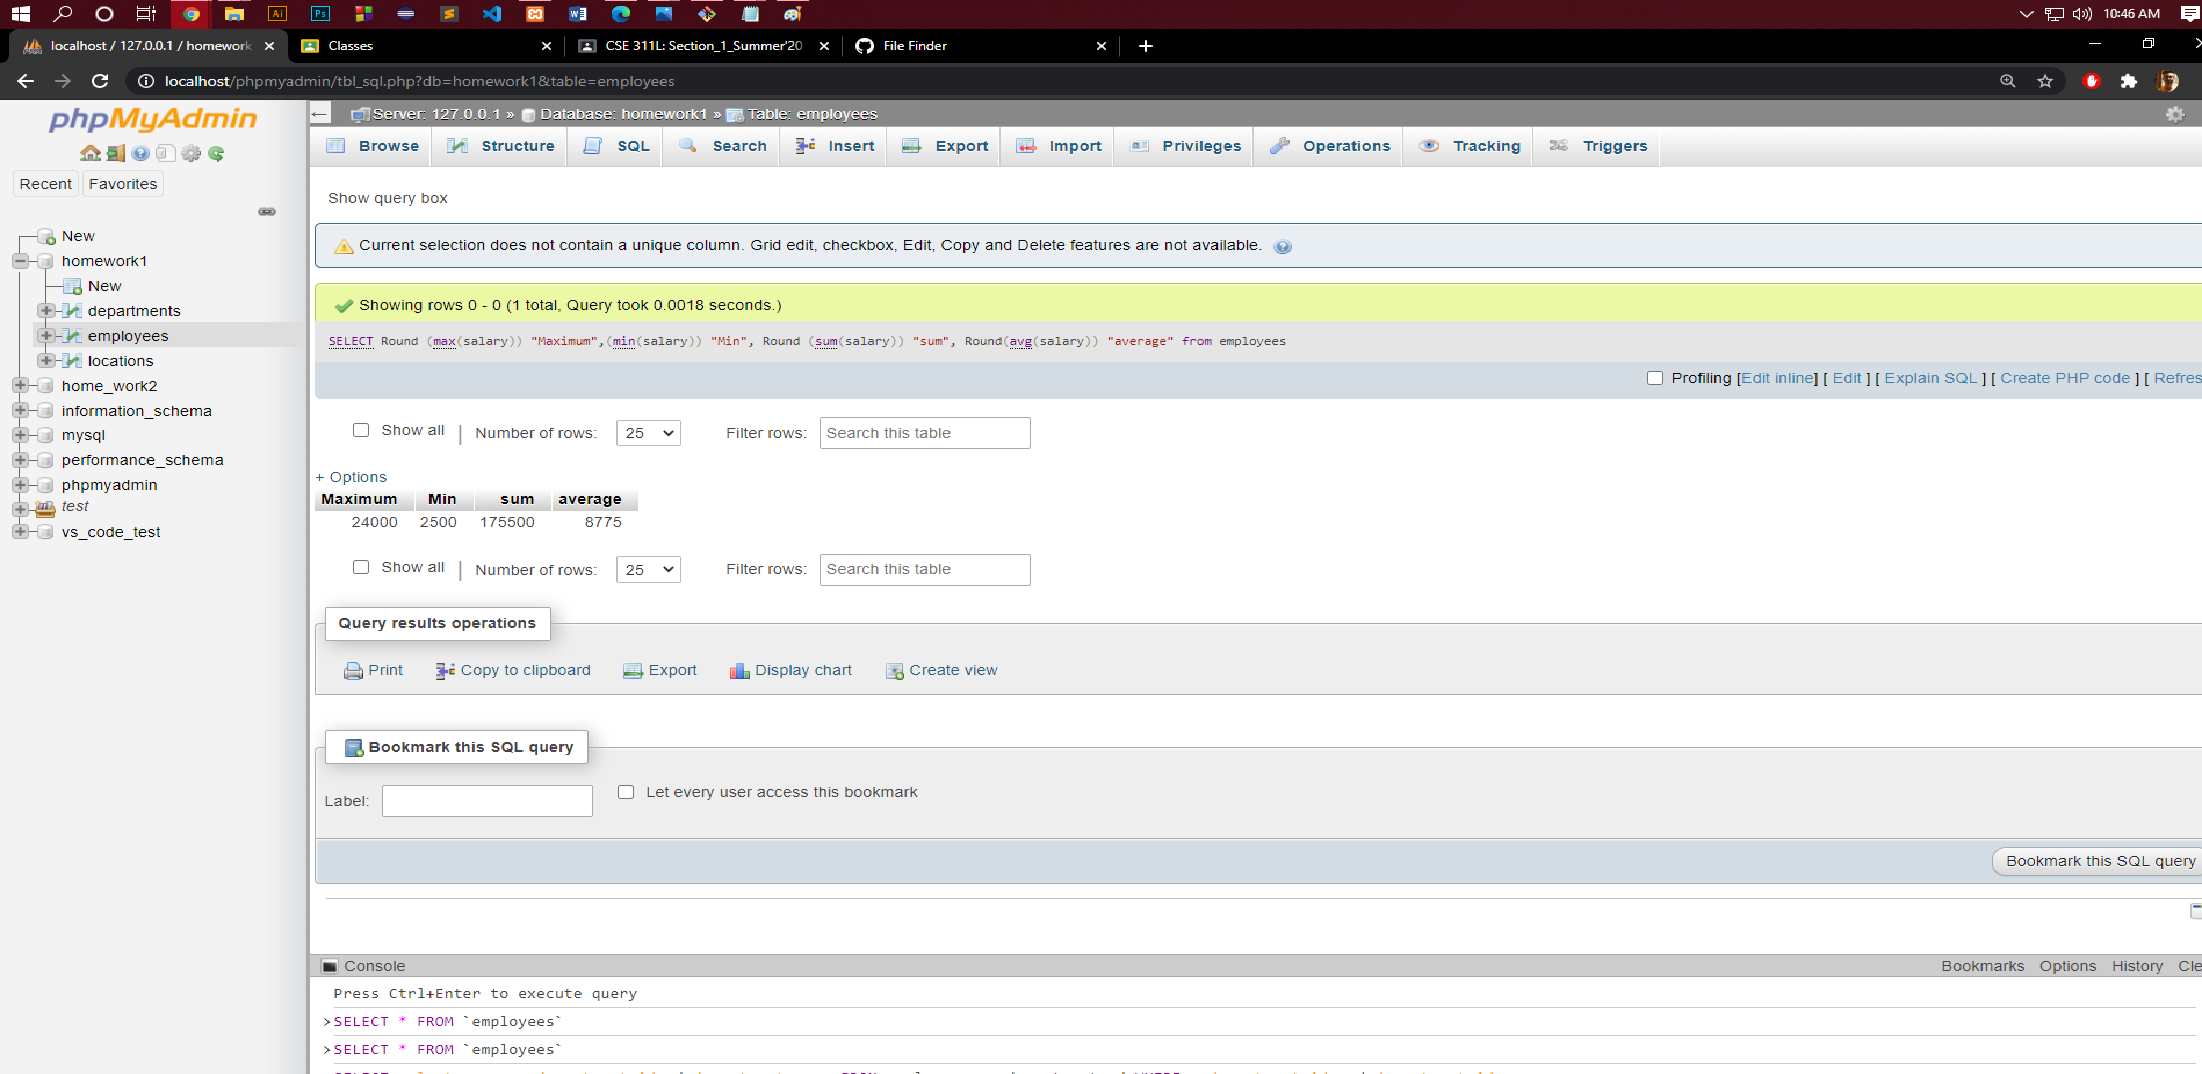 Ai Ps 10:46 AM
localhost / 127.0.0.1 / homework Classes CSE 311L: Section_1_Summer'20 File Finder
localhost/phpmyadmin/tbl_sql.php?db=homework1&table=employees
phpMyAdmin
Recent Favorites
New
homework1
New
departments
employees
locations
home_work2
information_schema
mysql
performance_schema
phpmyadmin
test
vs_code_test
Server: 127.0.0.1 » Database: homework1 » Table: employees
Browse Structure SQL Search Insert Export Import Privileges Operations Tracking Triggers
Show query box
Current selection does not contain a unique column. Grid edit, checkbox, Edit, Copy and Delete features are not available.
Showing rows 0 - 0 (1 total, Query took 0.0018 seconds.)
SELECT Round (max(salary)) "Maximum",(min(salary)) "Min", Round (sum(salary)) "sum", Round(avg(salary)) "average" from employees
Profiling [Edit inline] [ Edit ] [ Explain SQL ] [ Create PHP code ] [ Refres
Show all | Number of rows: 25 Filter rows: Search this table
+ Options
Maximum Min sum average
24000 2500 175500 8775
Show all | Number of rows: 25 Filter rows: Search this table
Query results operations
Print Copy to clipboard Export Display chart Create view
Bookmark this SQL query
Label: Let every user access this bookmark
Bookmark this SQL query
Console Bookmarks Options History Cle
Press Ctrl+Enter to execute query
>SELECT * FROM `employees`
>SELECT * FROM `employees`